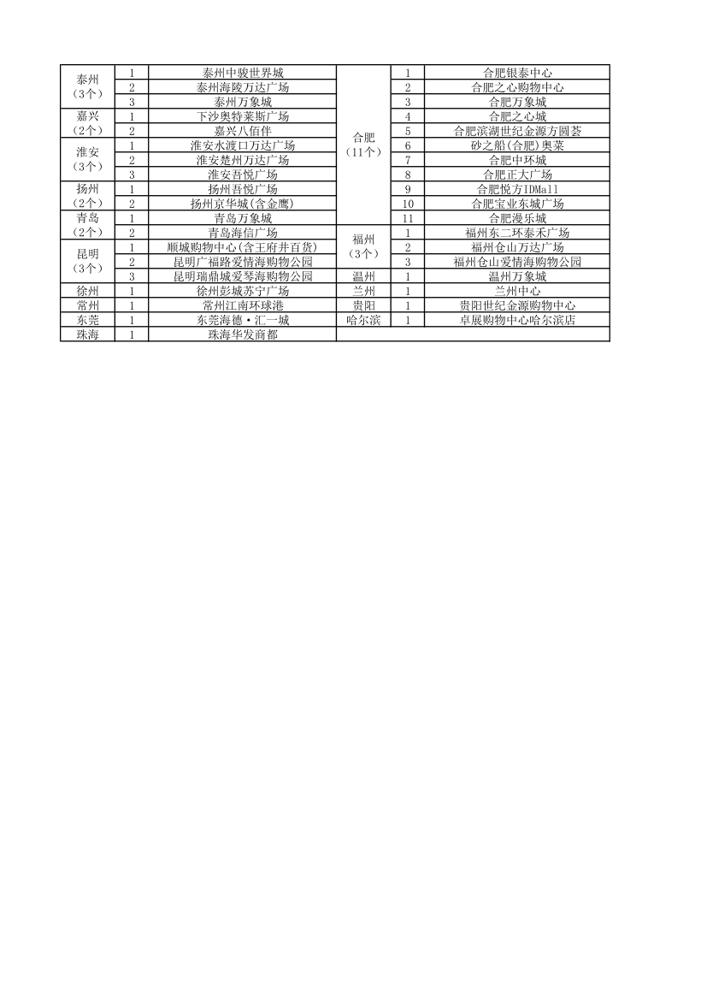 泰州
（3个）
1 泰州中骏世界城
2 泰州海陵万达广场
3 泰州万象城
嘉兴
（2个）
1 下沙奥特莱斯广场
2 嘉兴八佰伴
淮安
（3个）
1 淮安水渡口万达广场
2 淮安楚州万达广场
3 淮安吾悦广场
扬州
（2个）
1 扬州吾悦广场
2 扬州京华城(含金鹰)
青岛
（2个）
1 青岛万象城
2 青岛海信广场
昆明
（3个）
1 顺城购物中心(含王府井百货)
2 昆明广福路爱情海购物公园
3 昆明瑞鼎城爱琴海购物公园
徐州 1 徐州彭城苏宁广场
常州 1 常州江南环球港
东莞 1 东莞海德·汇一城
珠海 1 珠海华发商都
合肥
（11个）
1 合肥银泰中心
2 合肥之心购物中心
3 合肥万象城
4 合肥之心城
5 合肥滨湖世纪金源方圆荟
6 砂之船(合肥)奥莱
7 合肥中环城
8 合肥正大广场
9 合肥悦方IDMall
10 合肥宝业东城广场
11 合肥漫乐城
福州
（3个）
1 福州东二环泰禾广场
2 福州仓山万达广场
3 福州仓山爱情海购物公园
温州 1 温州万象城
兰州 1 兰州中心
贵阳 1 贵阳世纪金源购物中心
哈尔滨 1 卓展购物中心哈尔滨店